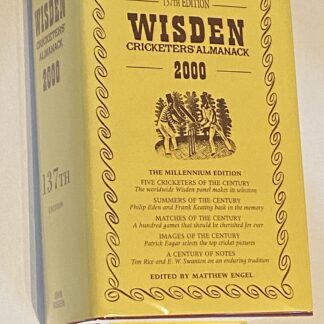 WISDEN
CRICKETERS' ALMANACK
2000
137TH
EDITION
JOHN
WISDEN
137TH EDITION
WISDEN
CRICKETERS' ALMANACK
2000
THE MILLENNIUM EDITION
FIVE CRICKETERS OF THE CENTURY
The worldwide Wisden panel makes its selection
SUMMERS OF THE CENTURY
Philip Eden and Frank Keating bask in the memory
MATCHES OF THE CENTURY
A hundred games that should be cherished for ever
IMAGES OF THE CENTURY
Patrick Eagar selects the top cricket pictures
A CENTURY OF NOTES
Tim Rice and E. W. Swanton on an enduring tradition
EDITED BY MATTHEW ENGEL